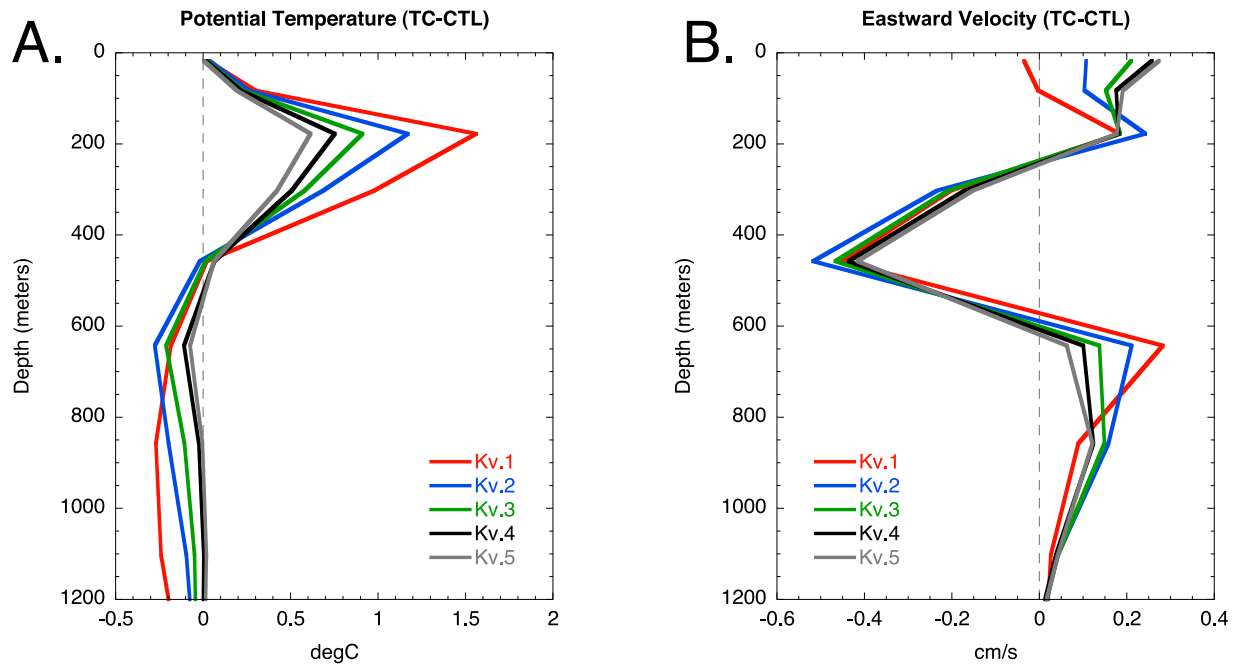 A.
Potential Temperature (TC-CTL)
0
200
400
600
800
1000
1200
Depth (meters)
Kv.1
Kv.2
Kv.3
Kv.4
Kv.5
-0.5 0 0.5 1 1.5 2
degC
B.
Eastward Velocity (TC-CTL)
0
200
400
600
800
1000
1200
Depth (meters)
Kv.1
Kv.2
Kv.3
Kv.4
Kv.5
-0.6 -0.4 -0.2 0 0.2 0.4
cm/s